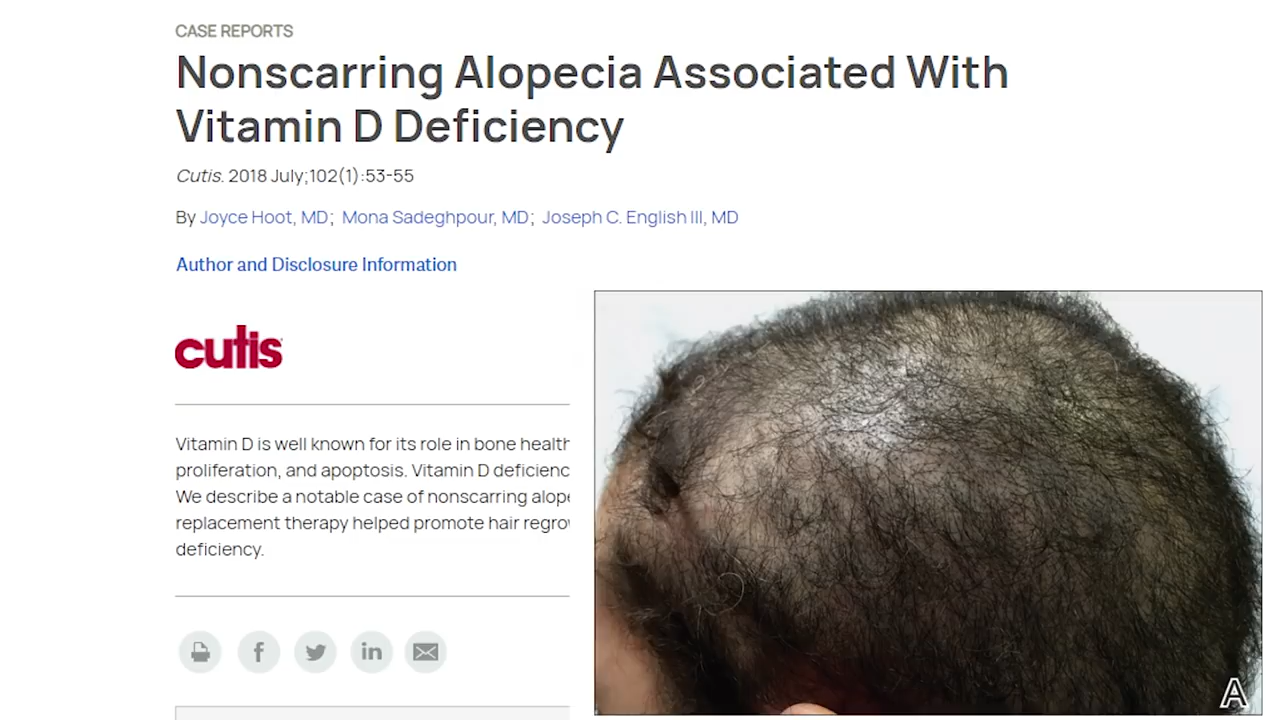 CASE REPORTS
Nonscarring Alopecia Associated With
Vitamin D Deficiency
Cutis. 2018 July;102(1):53-55
By Joyce Hoot, MD; Mona Sadeghpour, MD; Joseph C. English III, MD
Author and Disclosure Information
cutis
Vitamin D is well known for its role in bone health
proliferation, and apoptosis. Vitamin D
We describe a notable case of nonscarring
replacement therapy helped promote hair
deficiency.
f in
A